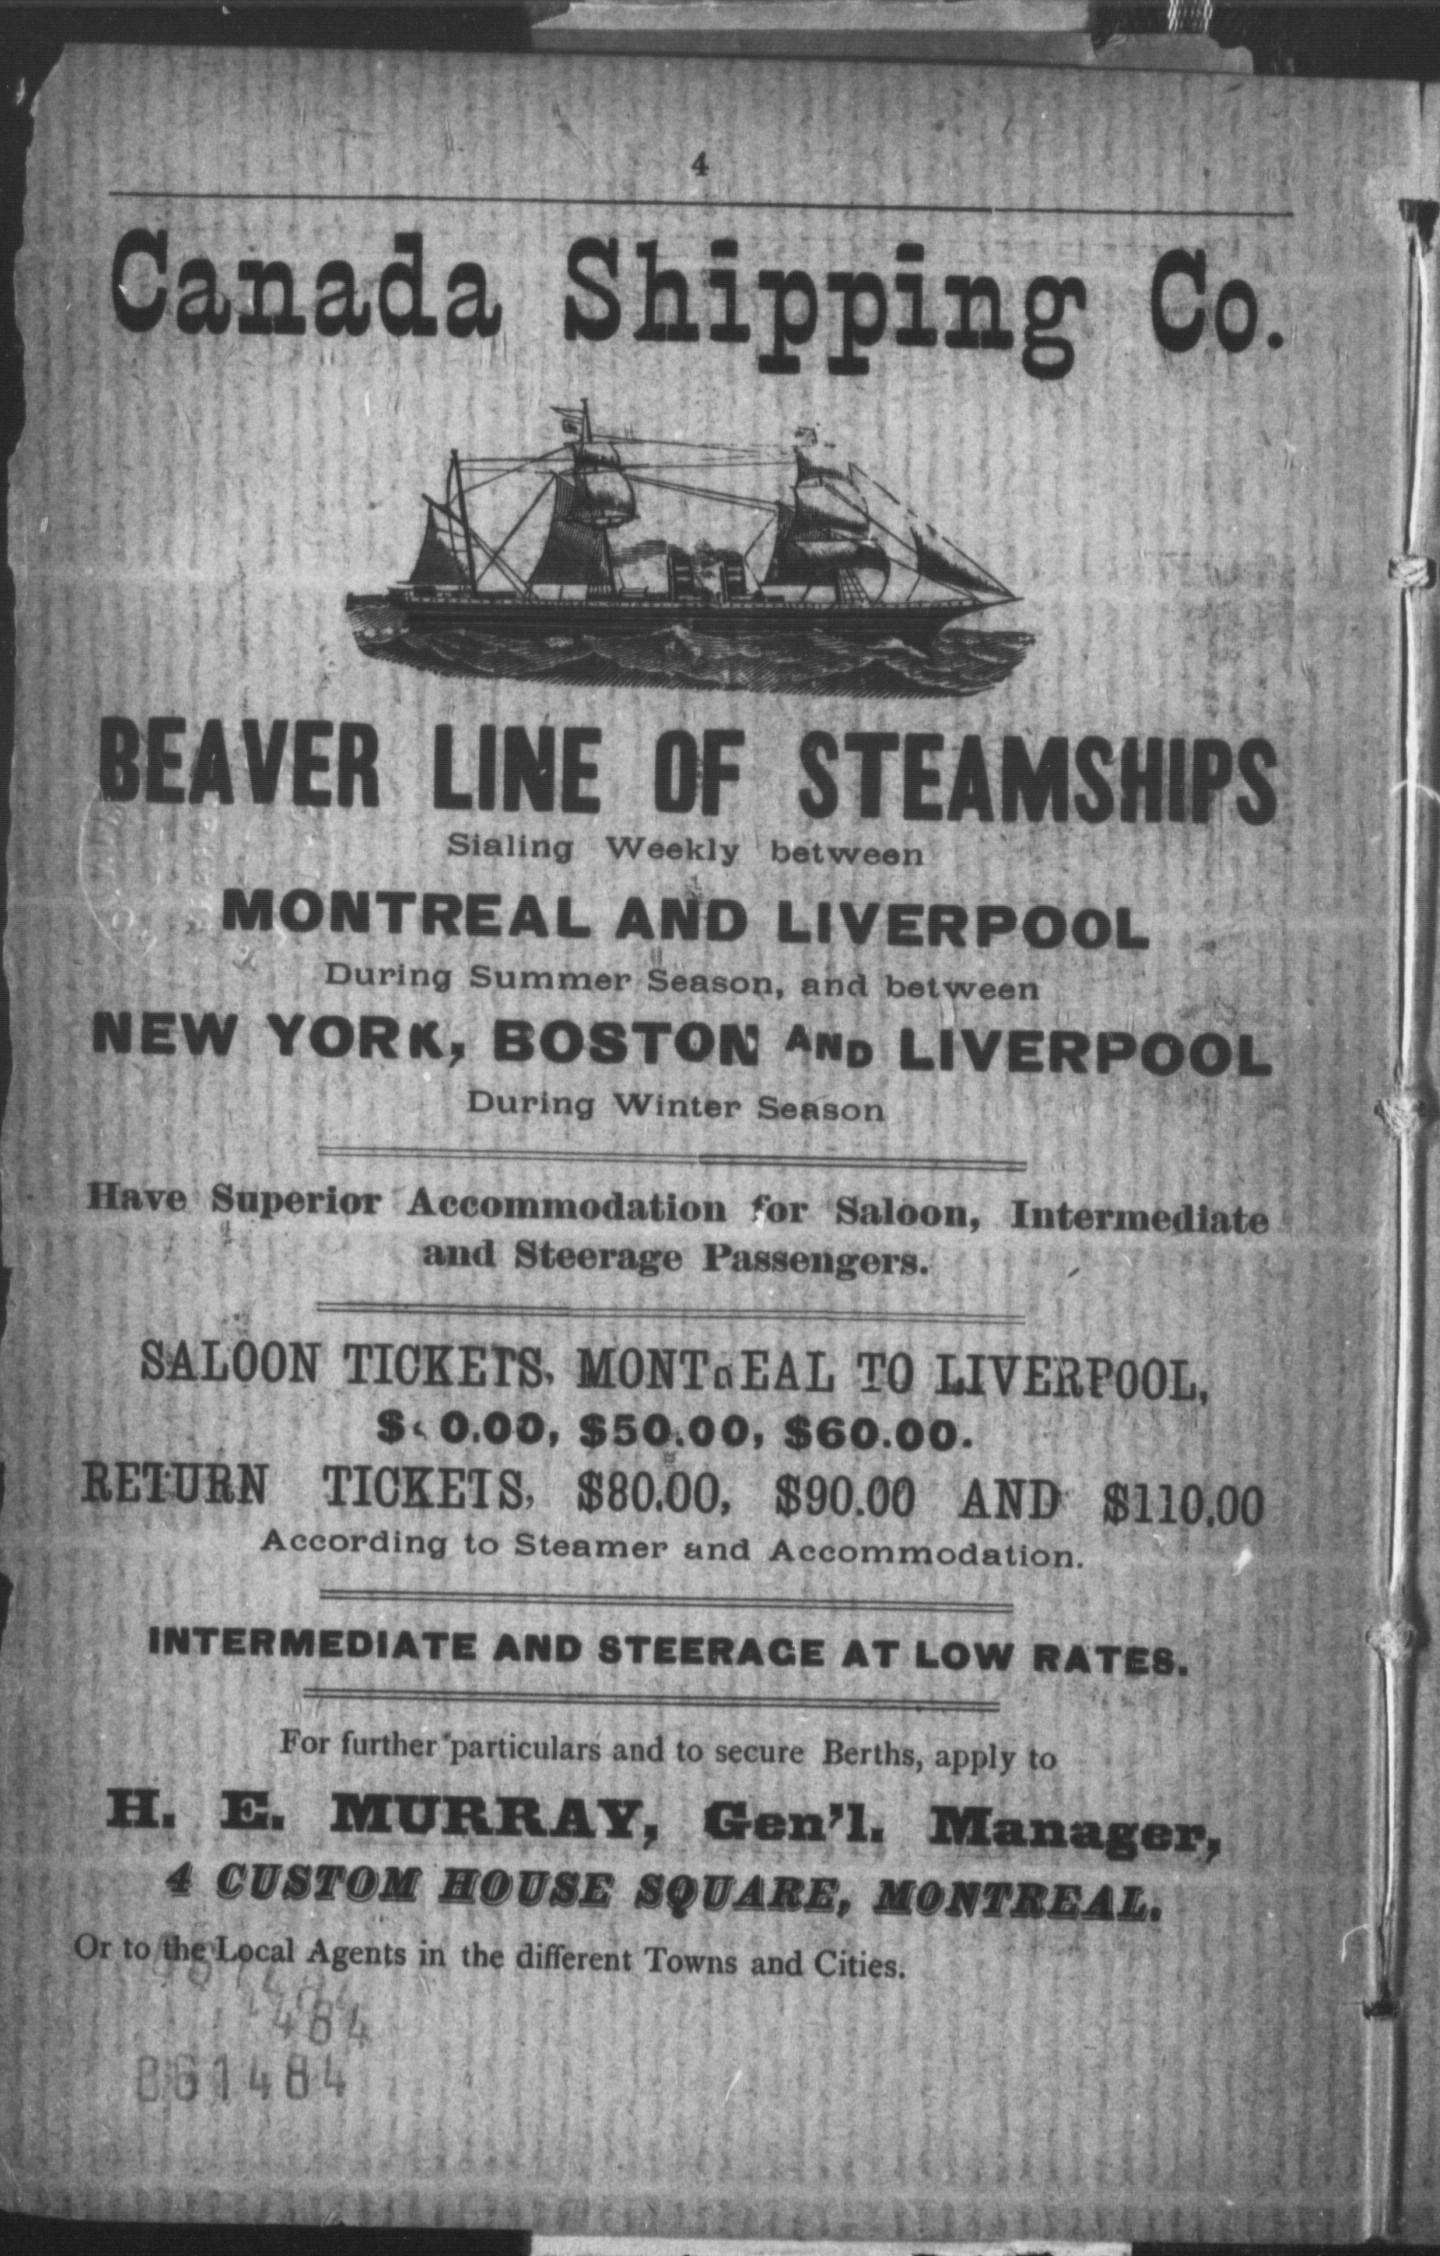 4
Canada Shipping Co.
BEAVER LINE OF STEAMSHIPS
Sialing Weekly between
MONTREAL AND LIVERPOOL
During Summer Season, and between
NEW YORK, BOSTON AND LIVERPOOL
During Winter Season
Have Superior Accommodation for Saloon, Intermediate
and Steerage Passengers.
SALOON TICKETS, MONTREAL TO LIVERPOOL,
$50.00, $60.00.
RETURN TICKETS, $80.00, $90.00 AND $110.00
According to Steamer and Accommodation.
INTERMEDIATE AND STEERAGE AT LOW RATES.
For further particulars and to secure Berths, apply to
H. E. MURRAY, Gen'l. Manager,
4 CUSTOM HOUSE SQUARE, MONTREAL.
Or to the Local Agents in the different Towns and Cities.
484
861484